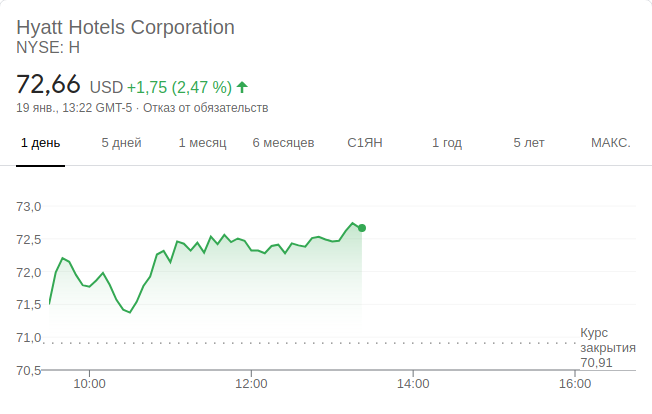 Hyatt Hotels Corporation
NYSE: H
72,66 USD +1,75 (2,47 %)
19 янв., 13:22 GMT-5 · Отказ от обязательств
1 день 5 дней 1 месяц 6 месяцев С1ЯН 1 год 5 лет МАКС.
73,0
72,5
72,0
71,5
71,0
Курс
закрытия
70,91
70,5
10:00 12:00 14:00 16:00